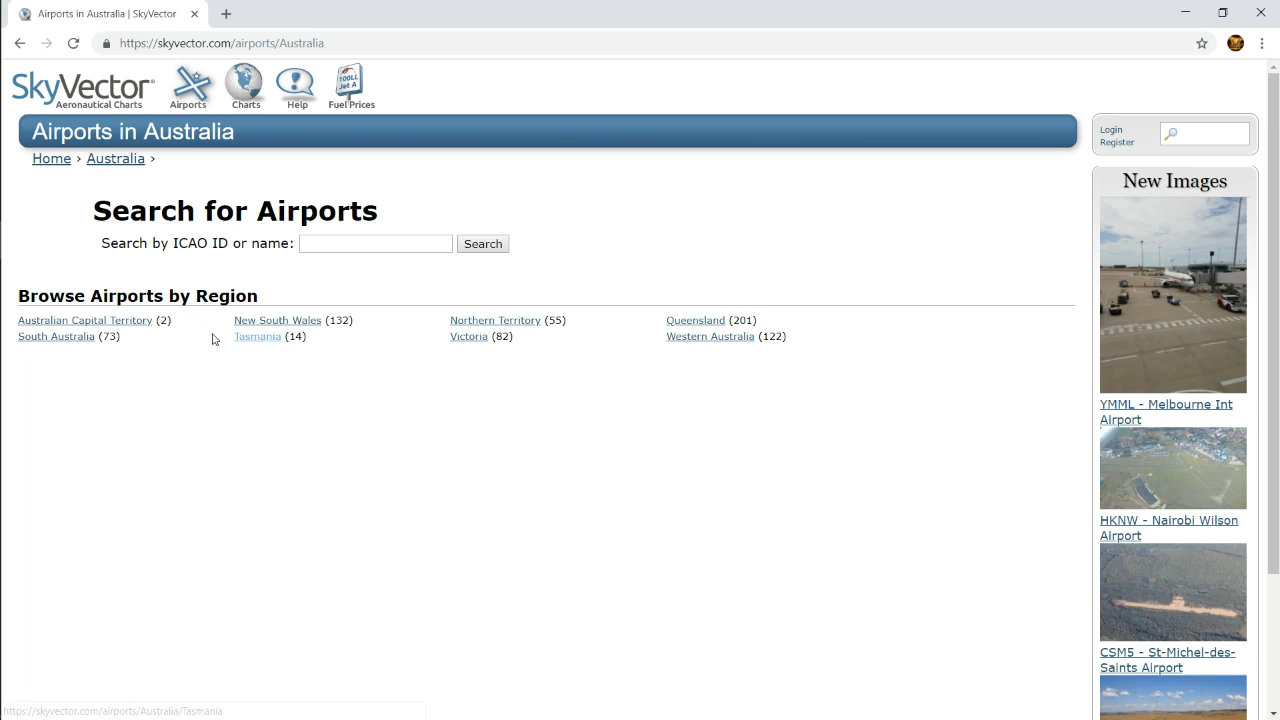 Airports in Australia | SkyVector
https://skyvector.com/airports/Australia
SkyVector®
Aeronautical Charts
Airports
Charts
Help
100LL
Jet A
Fuel Prices
Airports in Australia
Login
Register
Home › Australia ›
New Images
Search for Airports
Search by ICAO ID or name:
Search
Browse Airports by Region
Australian Capital Territory (2)
New South Wales (132)
Northern Territory (55)
Queensland (201)
South Australia (73)
Tasmania (14)
Victoria (82)
Western Australia (122)
YMML - Melbourne Int
Airport
HKNW - Nairobi Wilson
Airport
CSM5 - St-Michel-des-
Saints Airport
https://skyvector.com/airports/Australia/Tasmania